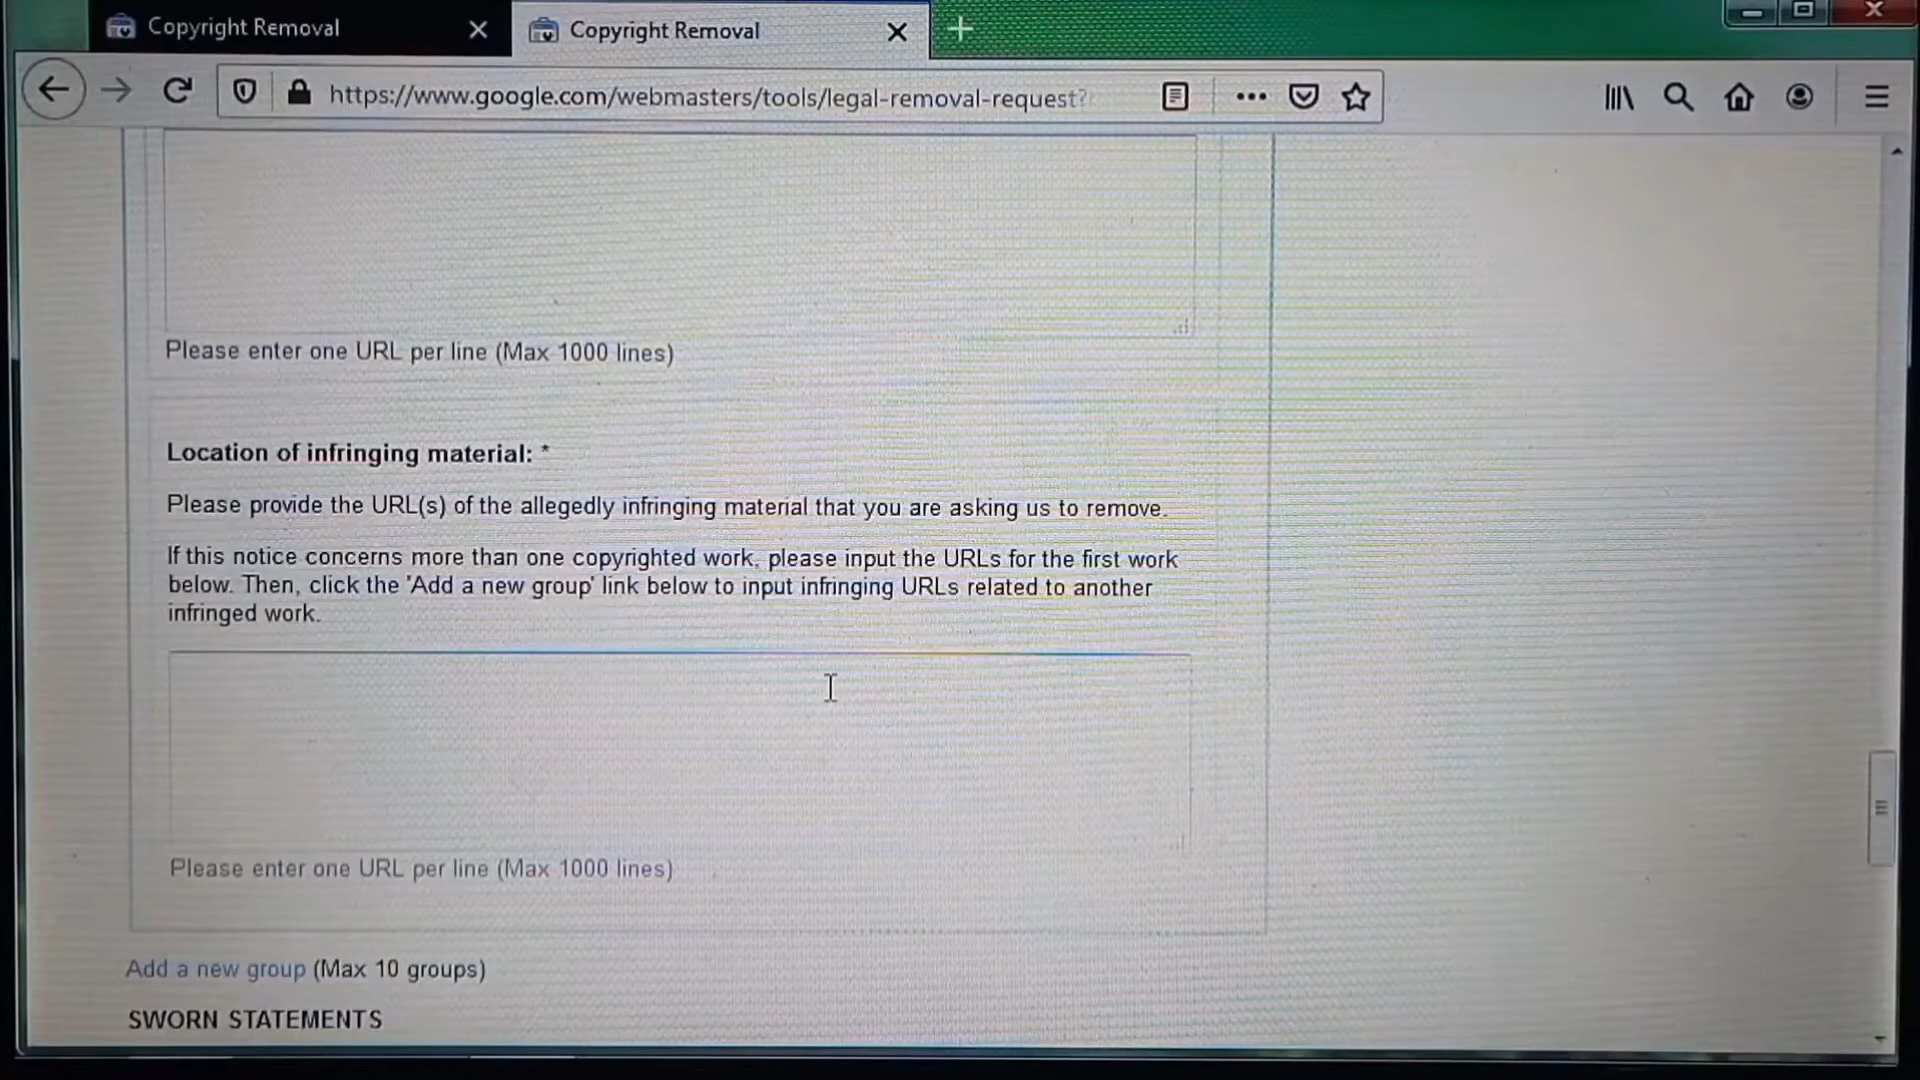 Copyright Removal
Copyright Removal
https://www.google.com/webmasters/tools/legal-removal-request?
Please enter one URL per line (Max 1000 lines)
Location of infringing material: *
Please provide the URL(s) of the allegedly infringing material that you are asking us to remove.
If this notice concerns more than one copyrighted work, please input the URLs for the first work
below. Then, click the 'Add a new group' link below to input infringing URLs related to another
infringed work.
Please enter one URL per line (Max 1000 lines)
Add a new group (Max 10 groups)
SWORN STATEMENTS